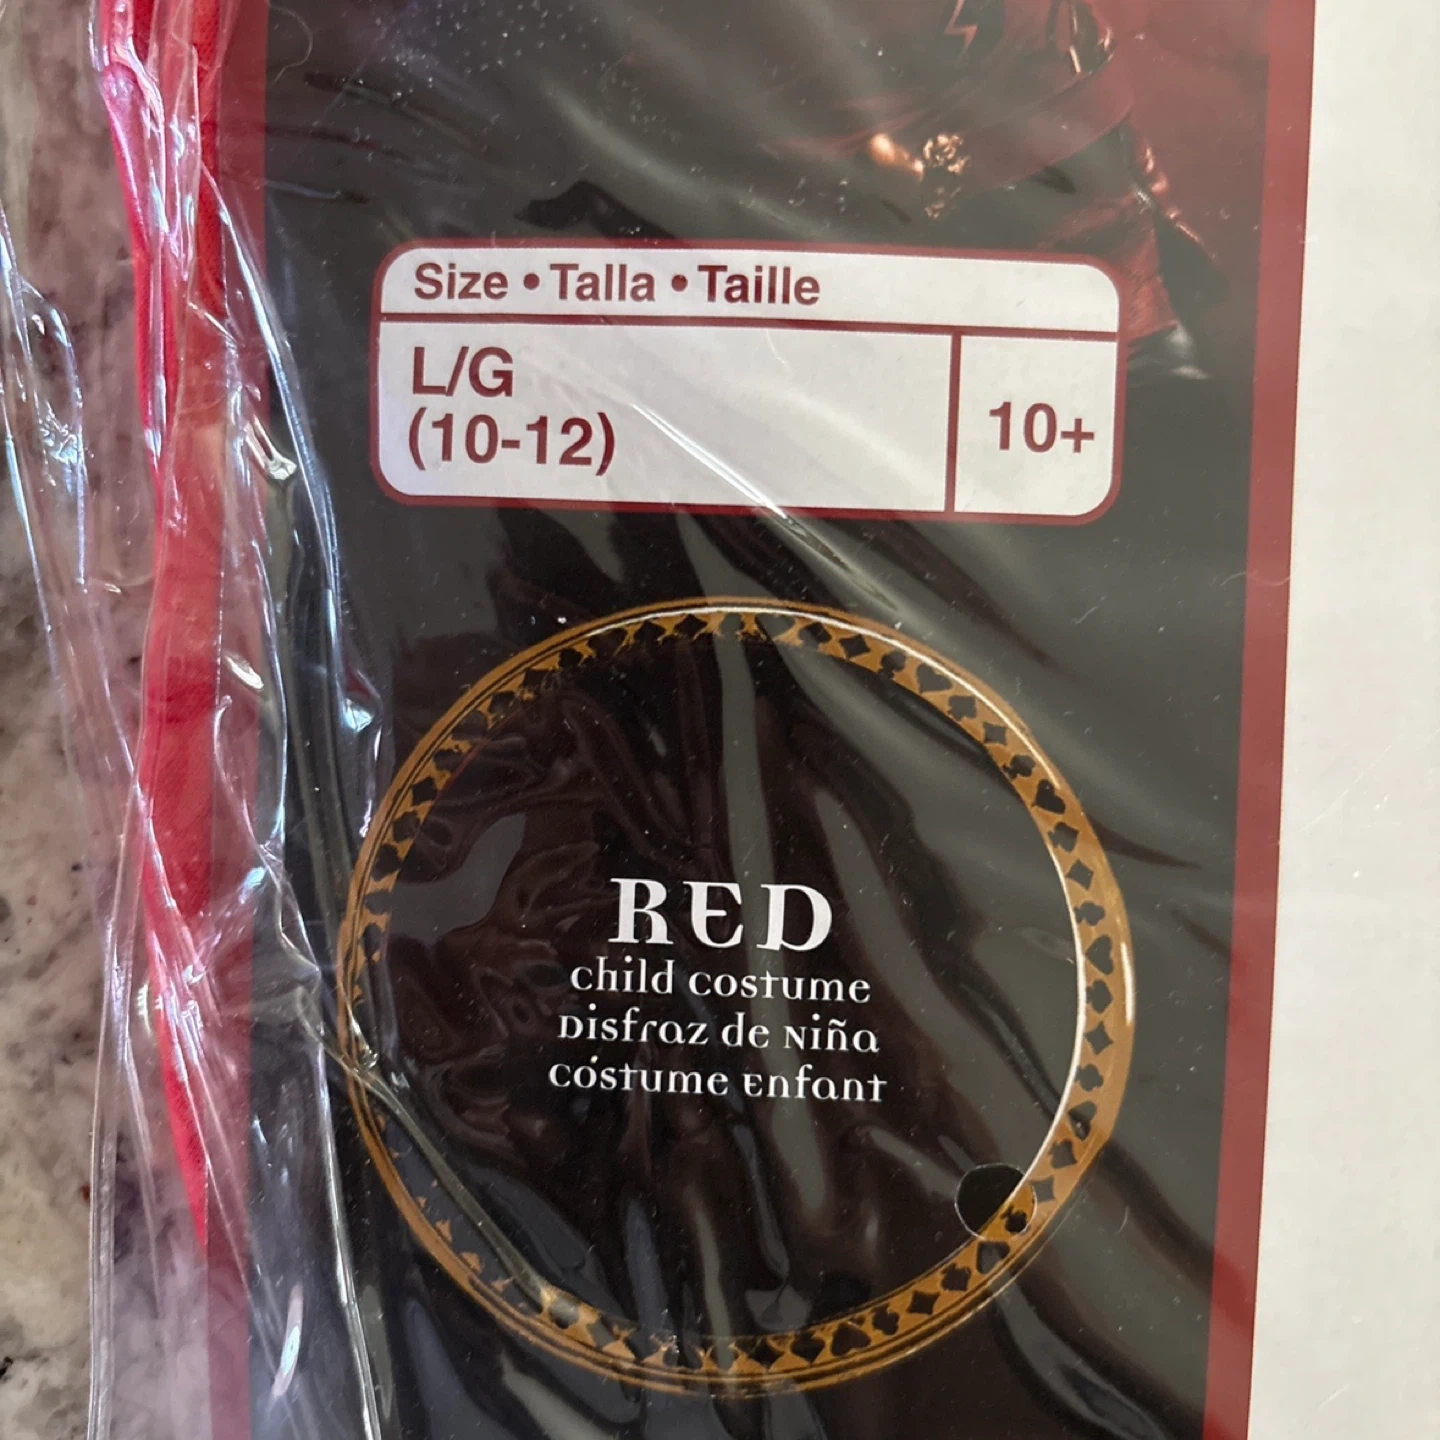 Size • Talla • Taille
L/G
(10-12)
10+
RED
child costume
Disfraz de Niña
costume Enfant